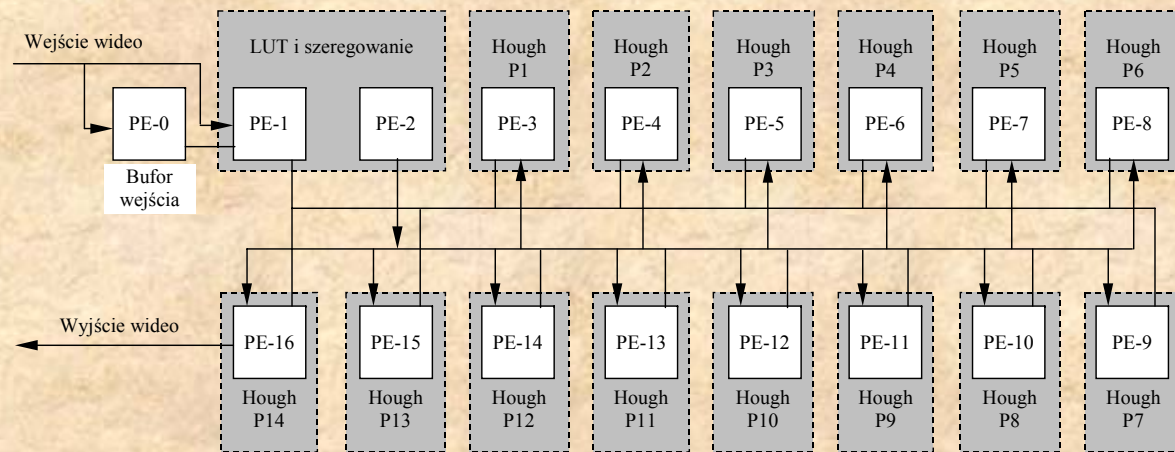 Wejście wideo
LUT i szeregowanie
Hough
P1
Hough
P2
Hough
P3
Hough
P4
Hough
P5
Hough
P6
PE-0
PE-1
PE-2
PE-3
PE-4
PE-5
PE-6
PE-7
PE-8
Bufor
wejścia
Wyjście wideo
PE-16
PE-15
PE-14
PE-13
PE-12
PE-11
PE-10
PE-9
Hough
P14
Hough
P13
Hough
P12
Hough
P11
Hough
P10
Hough
P9
Hough
P8
Hough
P7